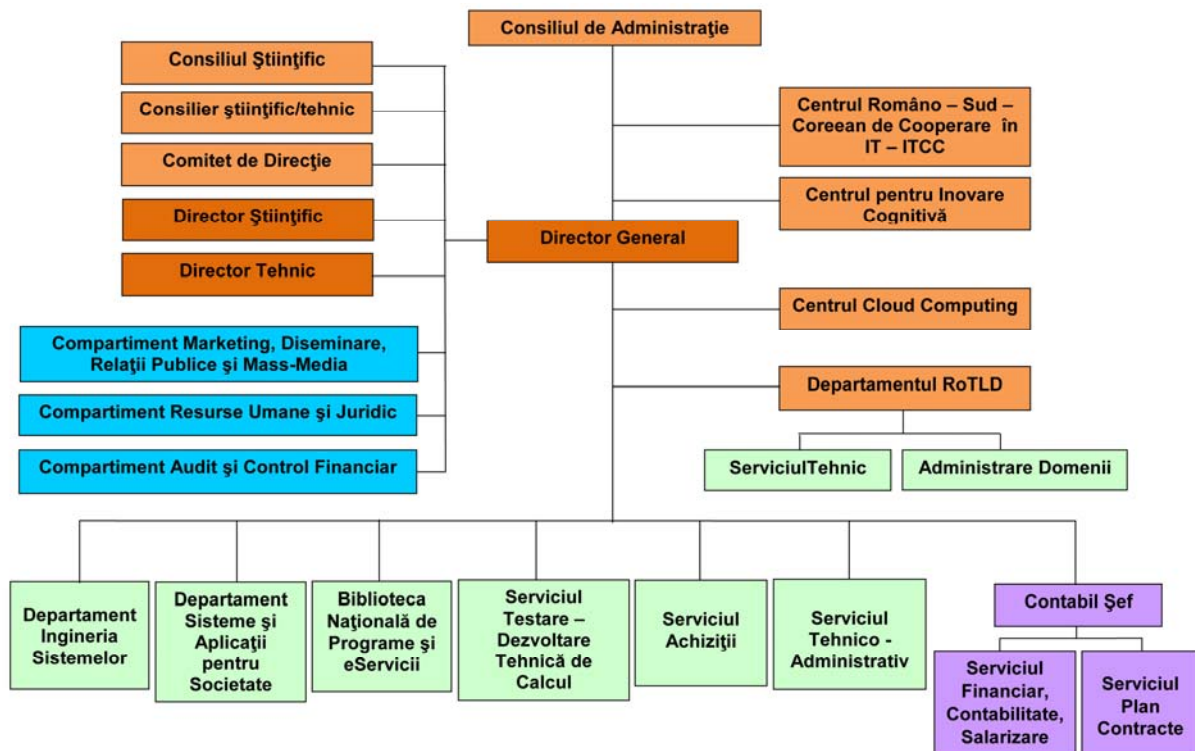 Consiliul de Administraţie
Consiliul Ştiinţific
Consilier ştiinţific/tehnic
Comitet de Direcţie
Director Ştiinţific
Director Tehnic
Compartiment Marketing, Diseminare,
Relaţii Publice şi Mass-Media
Compartiment Resurse Umane şi Juridic
Compartiment Audit şi Control Financiar
Director General
Centrul Româno – Sud –
Coreean de Cooperare în
IT – ITCC
Centrul pentru Inovare
Cognitivă
Centrul Cloud Computing
Departamentul RoTLD
ServiciulTehnic
Administrare Domenii
Departament
Ingineria
Sistemelor
Departament
Sisteme şi
Aplicaţii
pentru
Societate
Biblioteca
Naţională de
Programe şi
eServicii
Serviciul
Testare –
Dezvoltare
Tehnică de
Calcul
Serviciul
Achiziţii
Serviciul
Tehnico -
Administrativ
Contabil Şef
Serviciul
Financiar,
Contabilitate,
Salarizare
Serviciul
Plan
Contracte